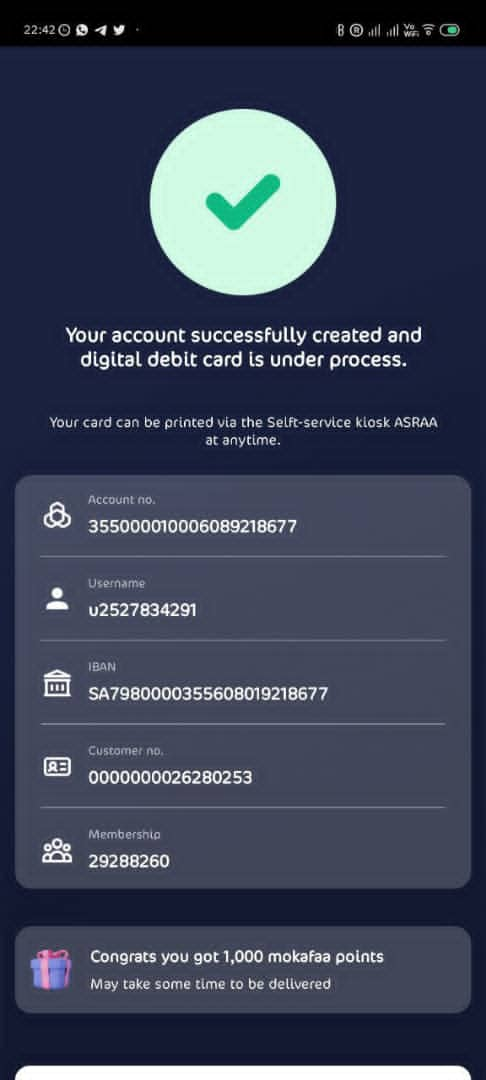 22:42
Vo
WiFi
Your account successfully created and
digital debit card is under process.
Your card can be printed via the Selft-service kiosk ASRAA
at anytime.
Account no.
355000010006089218677
Username
u2527834291
IBAN
SA7980000355608019218677
Customer no.
0000000026280253
Membership
29288260
Congrats you got 1,000 mokafaa points
May take some time to be delivered